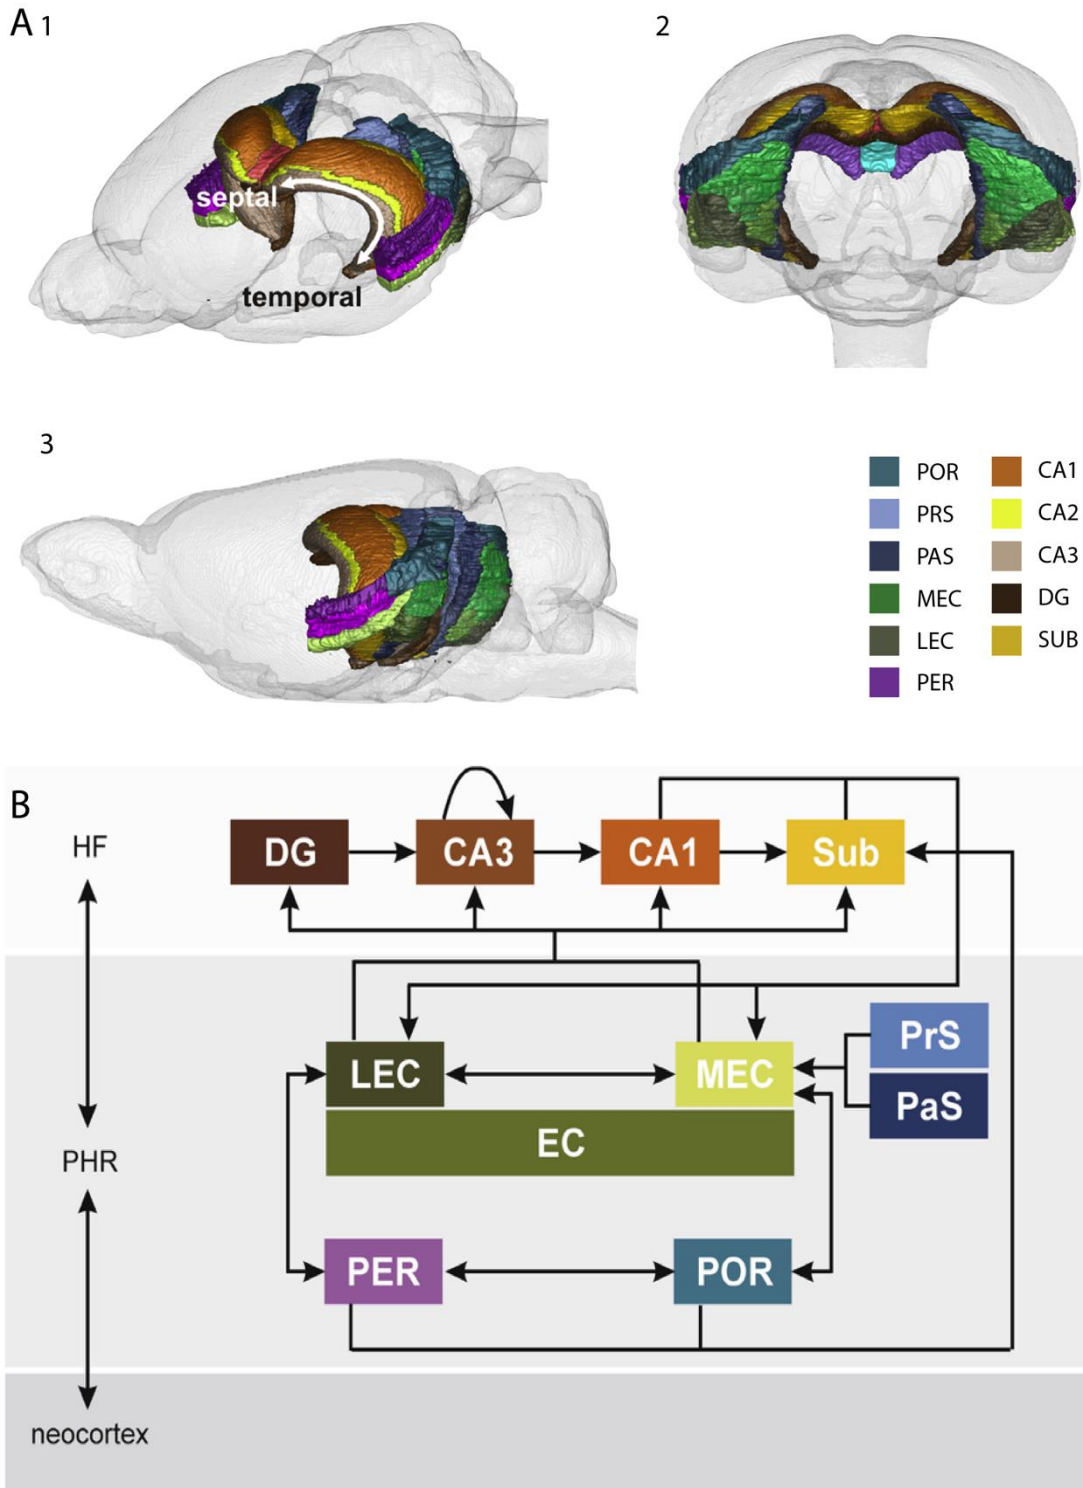 A 1
2
septal
temporal
3
POR
PRS
PAS
MEC
LEC
PER
CA1
CA2
CA3
DG
SUB
B
HF
DG
CA3
CA1
Sub
LEC
MEC
PrS
PaS
EC
PHR
PER
POR
neocortex